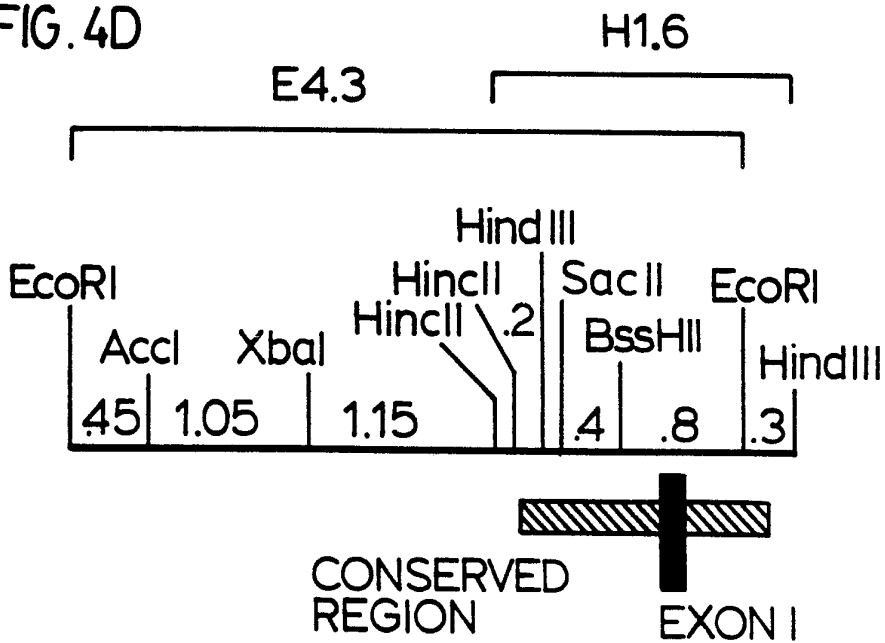 FIG. 4D
H1.6
E4.3
HindIII
EcoRI
HincII
SacII
EcoRI
HincII
.2
BssHII
AccI
XbaI
HindIII
.45
1.05
1.15
.4
.8
.3
CONSERVED
REGION
EXON I